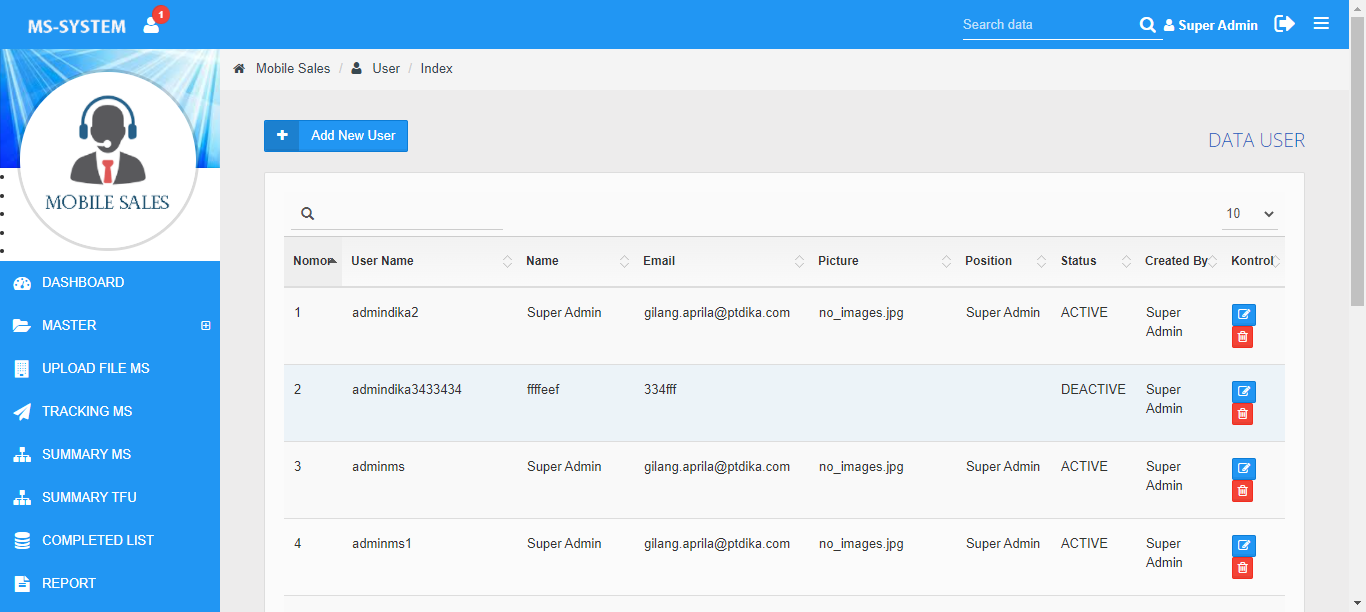 MS-SYSTEM
1
Search data
Super Admin
Mobile Sales / User / Index
MOBILE SALES
DASHBOARD
MASTER
UPLOAD FILE MS
TRACKING MS
SUMMARY MS
SUMMARY TFU
COMPLETED LIST
REPORT
Add New User
DATA USER
10
Nomor User Name Name Email Picture Position Status Created By Kontrol
1 admindika2 Super Admin gilang.aprila@ptdika.com no_images.jpg Super Admin ACTIVE Super
Admin
2 admindika3433434 ffffeef 334fff DEACTIVE Super
Admin
3 adminms Super Admin gilang.aprila@ptdika.com no_images.jpg Super Admin ACTIVE Super
Admin
4 adminms1 Super Admin gilang.aprila@ptdika.com no_images.jpg Super Admin ACTIVE Super
Admin